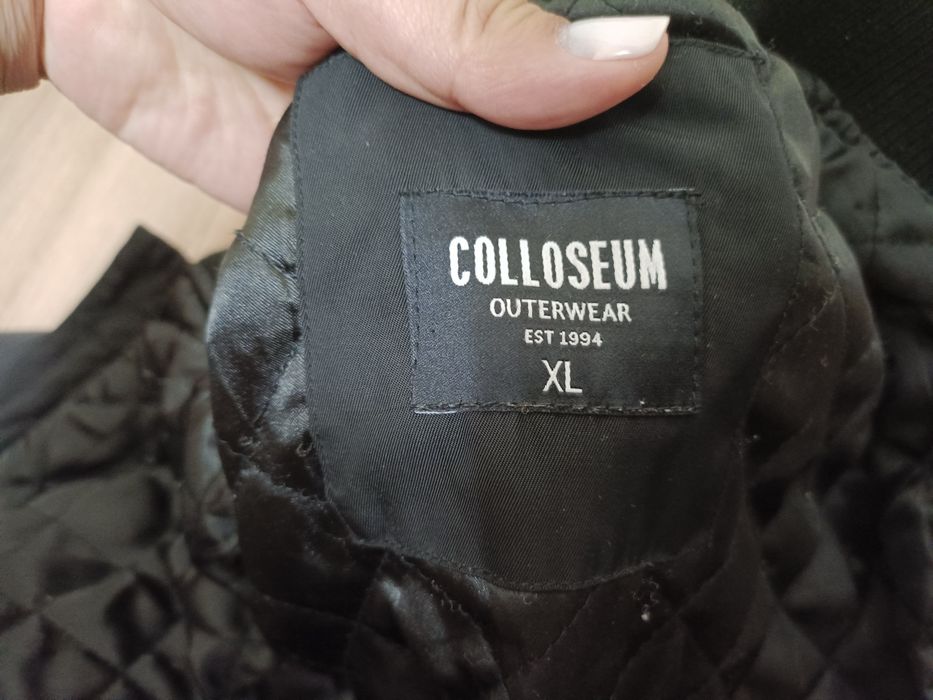 COLLOSEUM
OUTERWEAR
EST 1994
XL